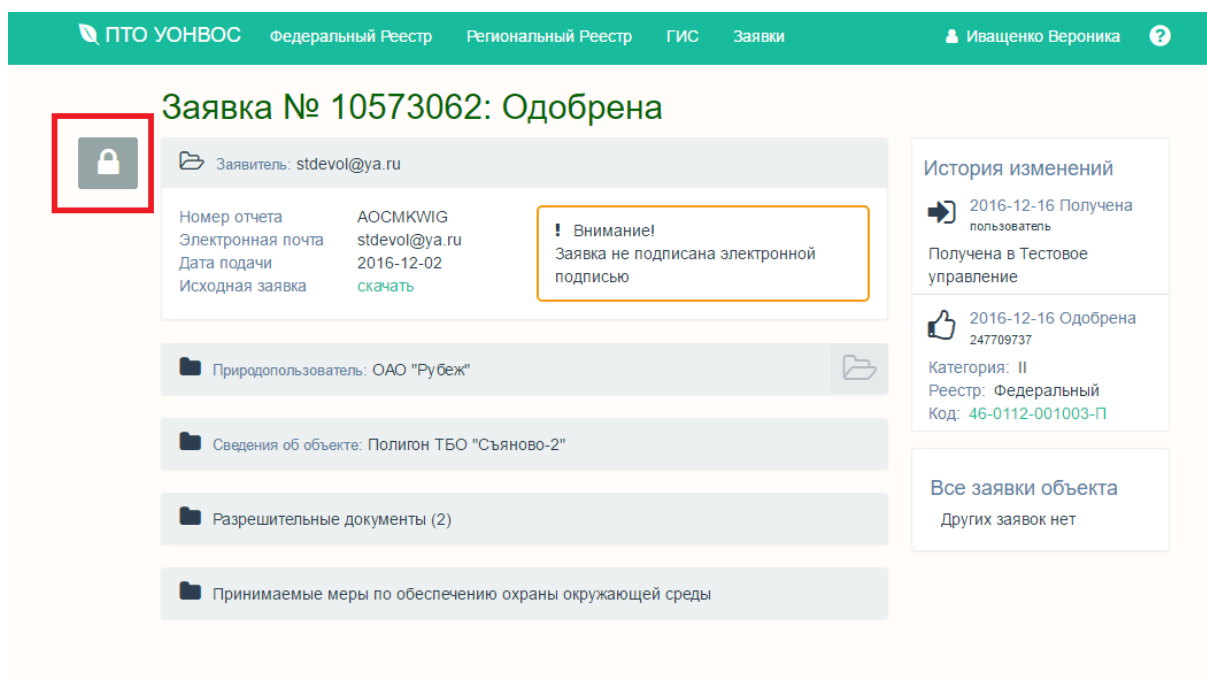 ПТО УОНВОС Федеральный Реестр Региональный Реестр ГИС Заявки Иващенко Вероника ?
Заявка № 10573062: Одобрена
Заявитель: stdevol@ya.ru
Номер отчета AOCMKWIG
Электронная почта stdevol@ya.ru
Дата подачи 2016-12-02
Исходная заявка скачать
! Внимание!
Заявка не подписана электронной
подписью
Природопользователь: ОАО "Рубеж"
Сведения об объекте: Полигон ТБО "Съяново-2"
Разрешительные документы (2)
Принимаемые меры по обеспечению охраны окружающей среды
История изменений
2016-12-16 Получена
пользователь
Получена в Тестовое
управление
2016-12-16 Одобрена
247709737
Категория: II
Реестр: Федеральный
Код: 46-0112-001003-П
Все заявки объекта
Других заявок нет